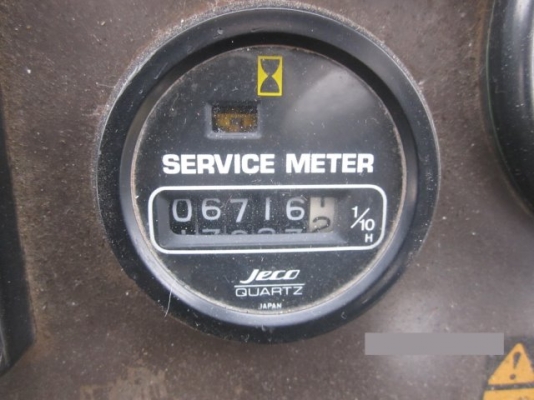 SERVICE METER
06716 1/10
H
Jeco
QUARTZ
JAPAN